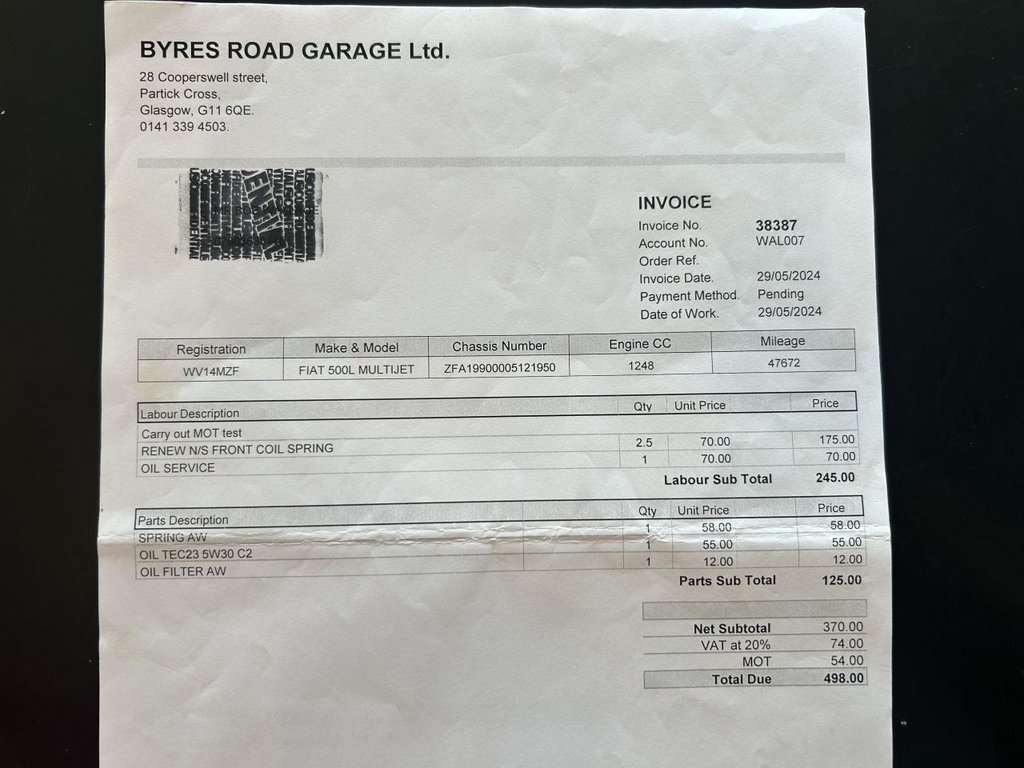 BYRES ROAD GARAGE Ltd.
28 Cooperswell street,
Partick Cross,
Glasgow, G11 6QE.
0141 339 4503.
INVOICE
Invoice No. 38387
Account No. WAL007
Order Ref.
Invoice Date. 29/05/2024
Payment Method. Pending
Date of Work. 29/05/2024
Registration Make & Model Chassis Number Engine CC Mileage
WV14MZF FIAT 500L MULTIJET ZFA19900005121950 1248 47672
Labour Description Qty Unit Price Price
Carry out MOT test
RENEW N/S FRONT COIL SPRING 2.5 70.00 175.00
OIL SERVICE 1 70.00 70.00
Labour Sub Total 245.00
Parts Description Qty Unit Price Price
SPRING AW 1 58.00 58.00
OIL TEC23 5W30 C2 1 55.00 55.00
OIL FILTER AW 1 12.00 12.00
Parts Sub Total 125.00
Net Subtotal 370.00
VAT at 20% 74.00
MOT 54.00
Total Due 498.00